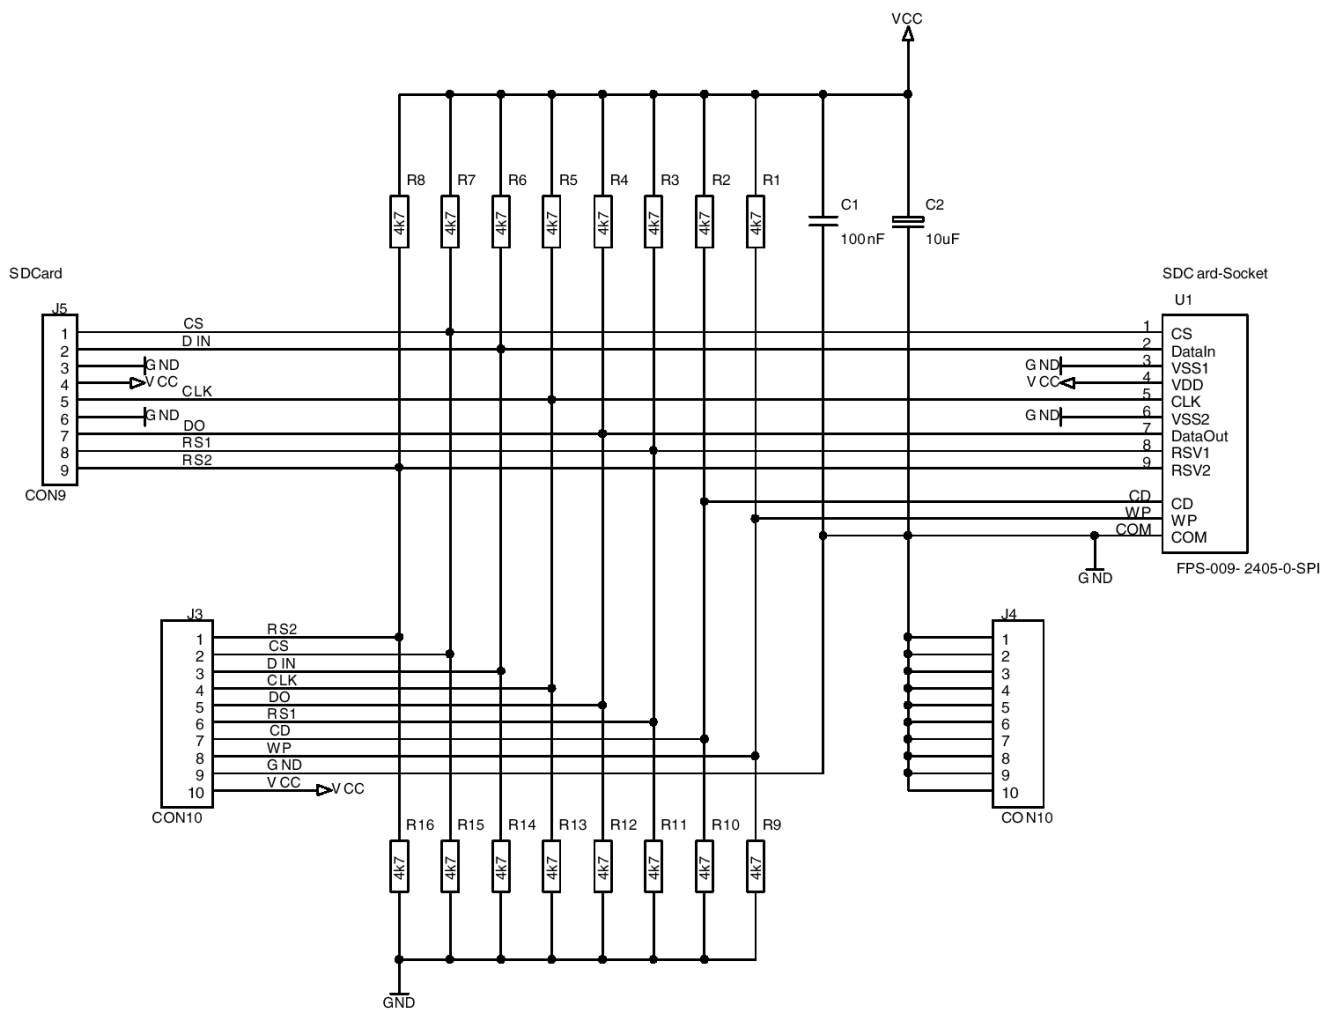 VCC
R8 R7 R6 R5 R4 R3 R2 R1
4k7 4k7 4k7 4k7 4k7 4k7 4k7 4k7
C1
100nF
C2
10uF
SDCard
J5
1 CS
2 DIN
3 GND
4 VCC
5 CLK
6 GND
7 DO
8 RS1
9 RS2
CON9
SDCard-Socket
U1
1 CS
2 DataIn
GND 3 VSS1
VCC 4 VDD
5 CLK
GND 6 VSS2
7 DataOut
8 RSV1
9 RSV2
CD CD
WP WP
COM COM
GND
FPS-009-2405-0-SPI
J3
1 RS2
2 CS
3 DIN
4 CLK
5 DO
6 RS1
7 CD
8 WP
9 GND
10 VCC VCC
CON10
J4
1
2
3
4
5
6
7
8
9
10
CON10
R16 R15 R14 R13 R12 R11 R10 R9
4k7 4k7 4k7 4k7 4k7 4k7 4k7 4k7
GND